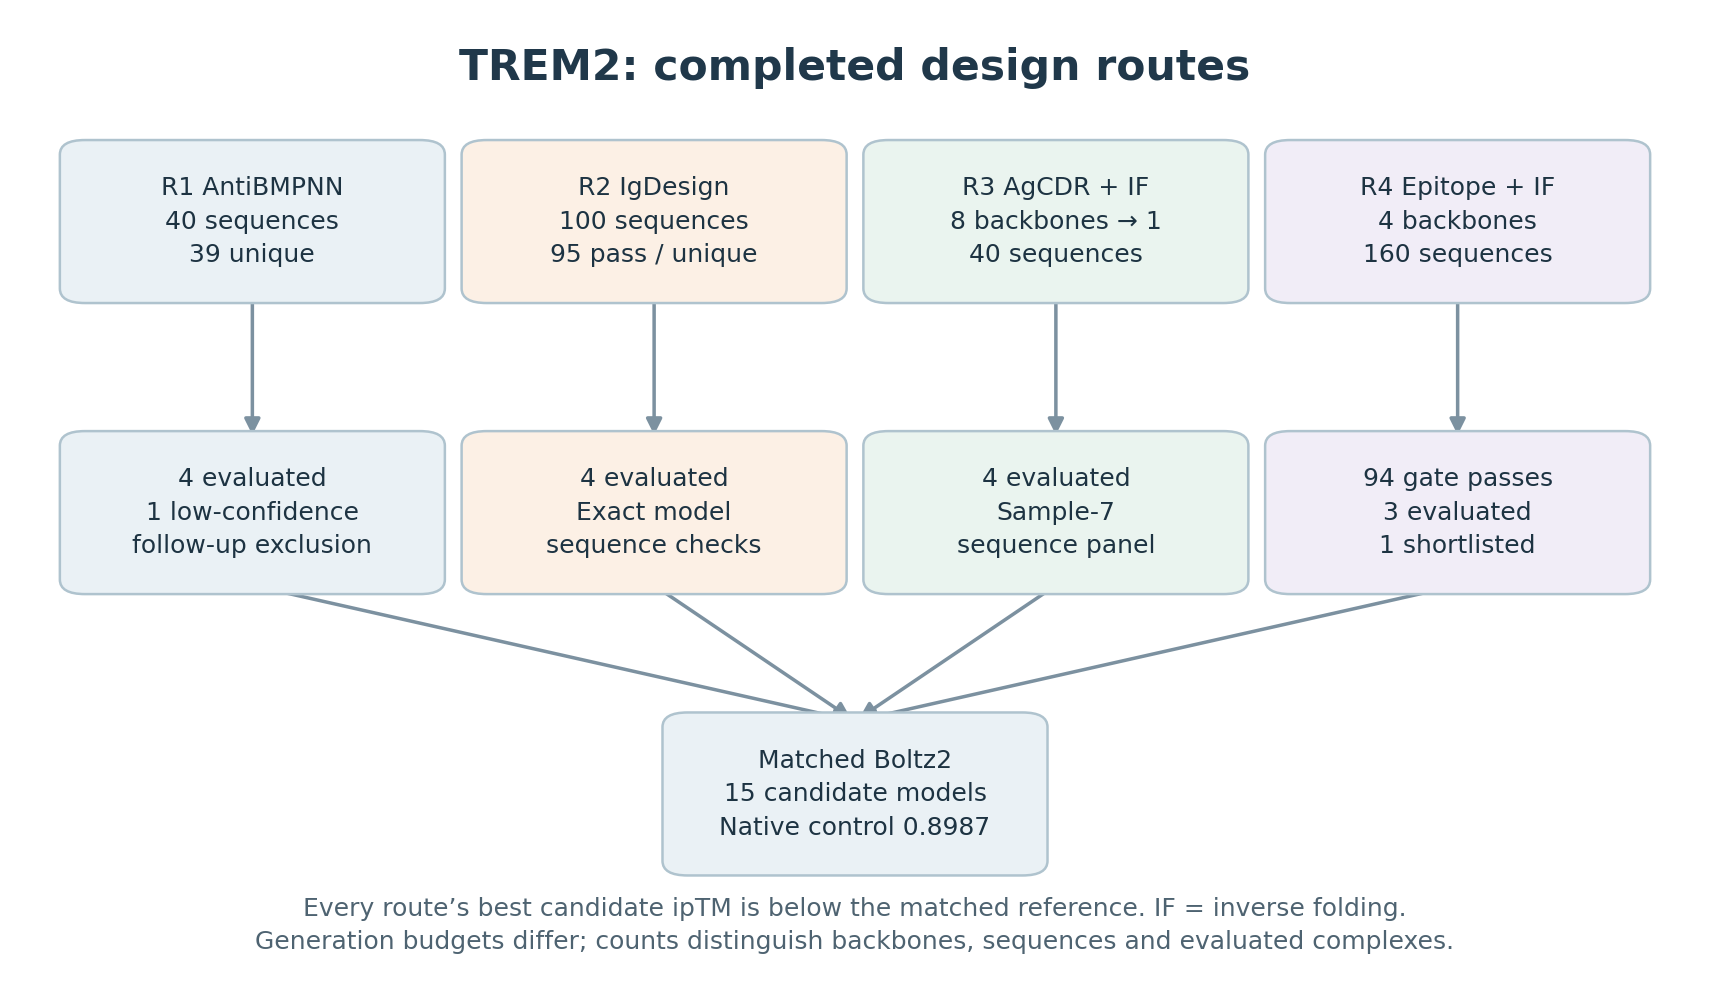 TREM2: completed design routes
R1 AntiBMPNN
40 sequences
39 unique
R2 IgDesign
100 sequences
95 pass / unique
R3 AgCDR + IF
8 backbones → 1
40 sequences
R4 Epitope + IF
4 backbones
160 sequences
4 evaluated
1 low-confidence
follow-up exclusion
4 evaluated
Exact model
sequence checks
4 evaluated
Sample-7
sequence panel
94 gate passes
3 evaluated
1 shortlisted
Matched Boltz2
15 candidate models
Native control 0.8987
Every route’s best candidate ipTM is below the matched reference. IF = inverse folding.
Generation budgets differ; counts distinguish backbones, sequences and evaluated complexes.